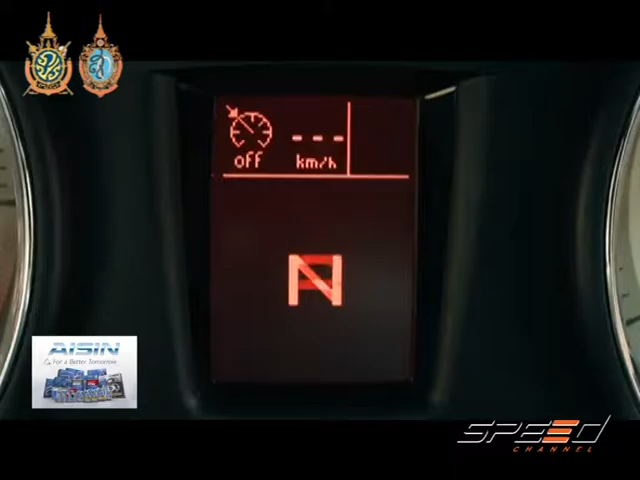 off
--- km/h
N
AISIN
For a Better Tomorrow
SPEED
CHANNEL